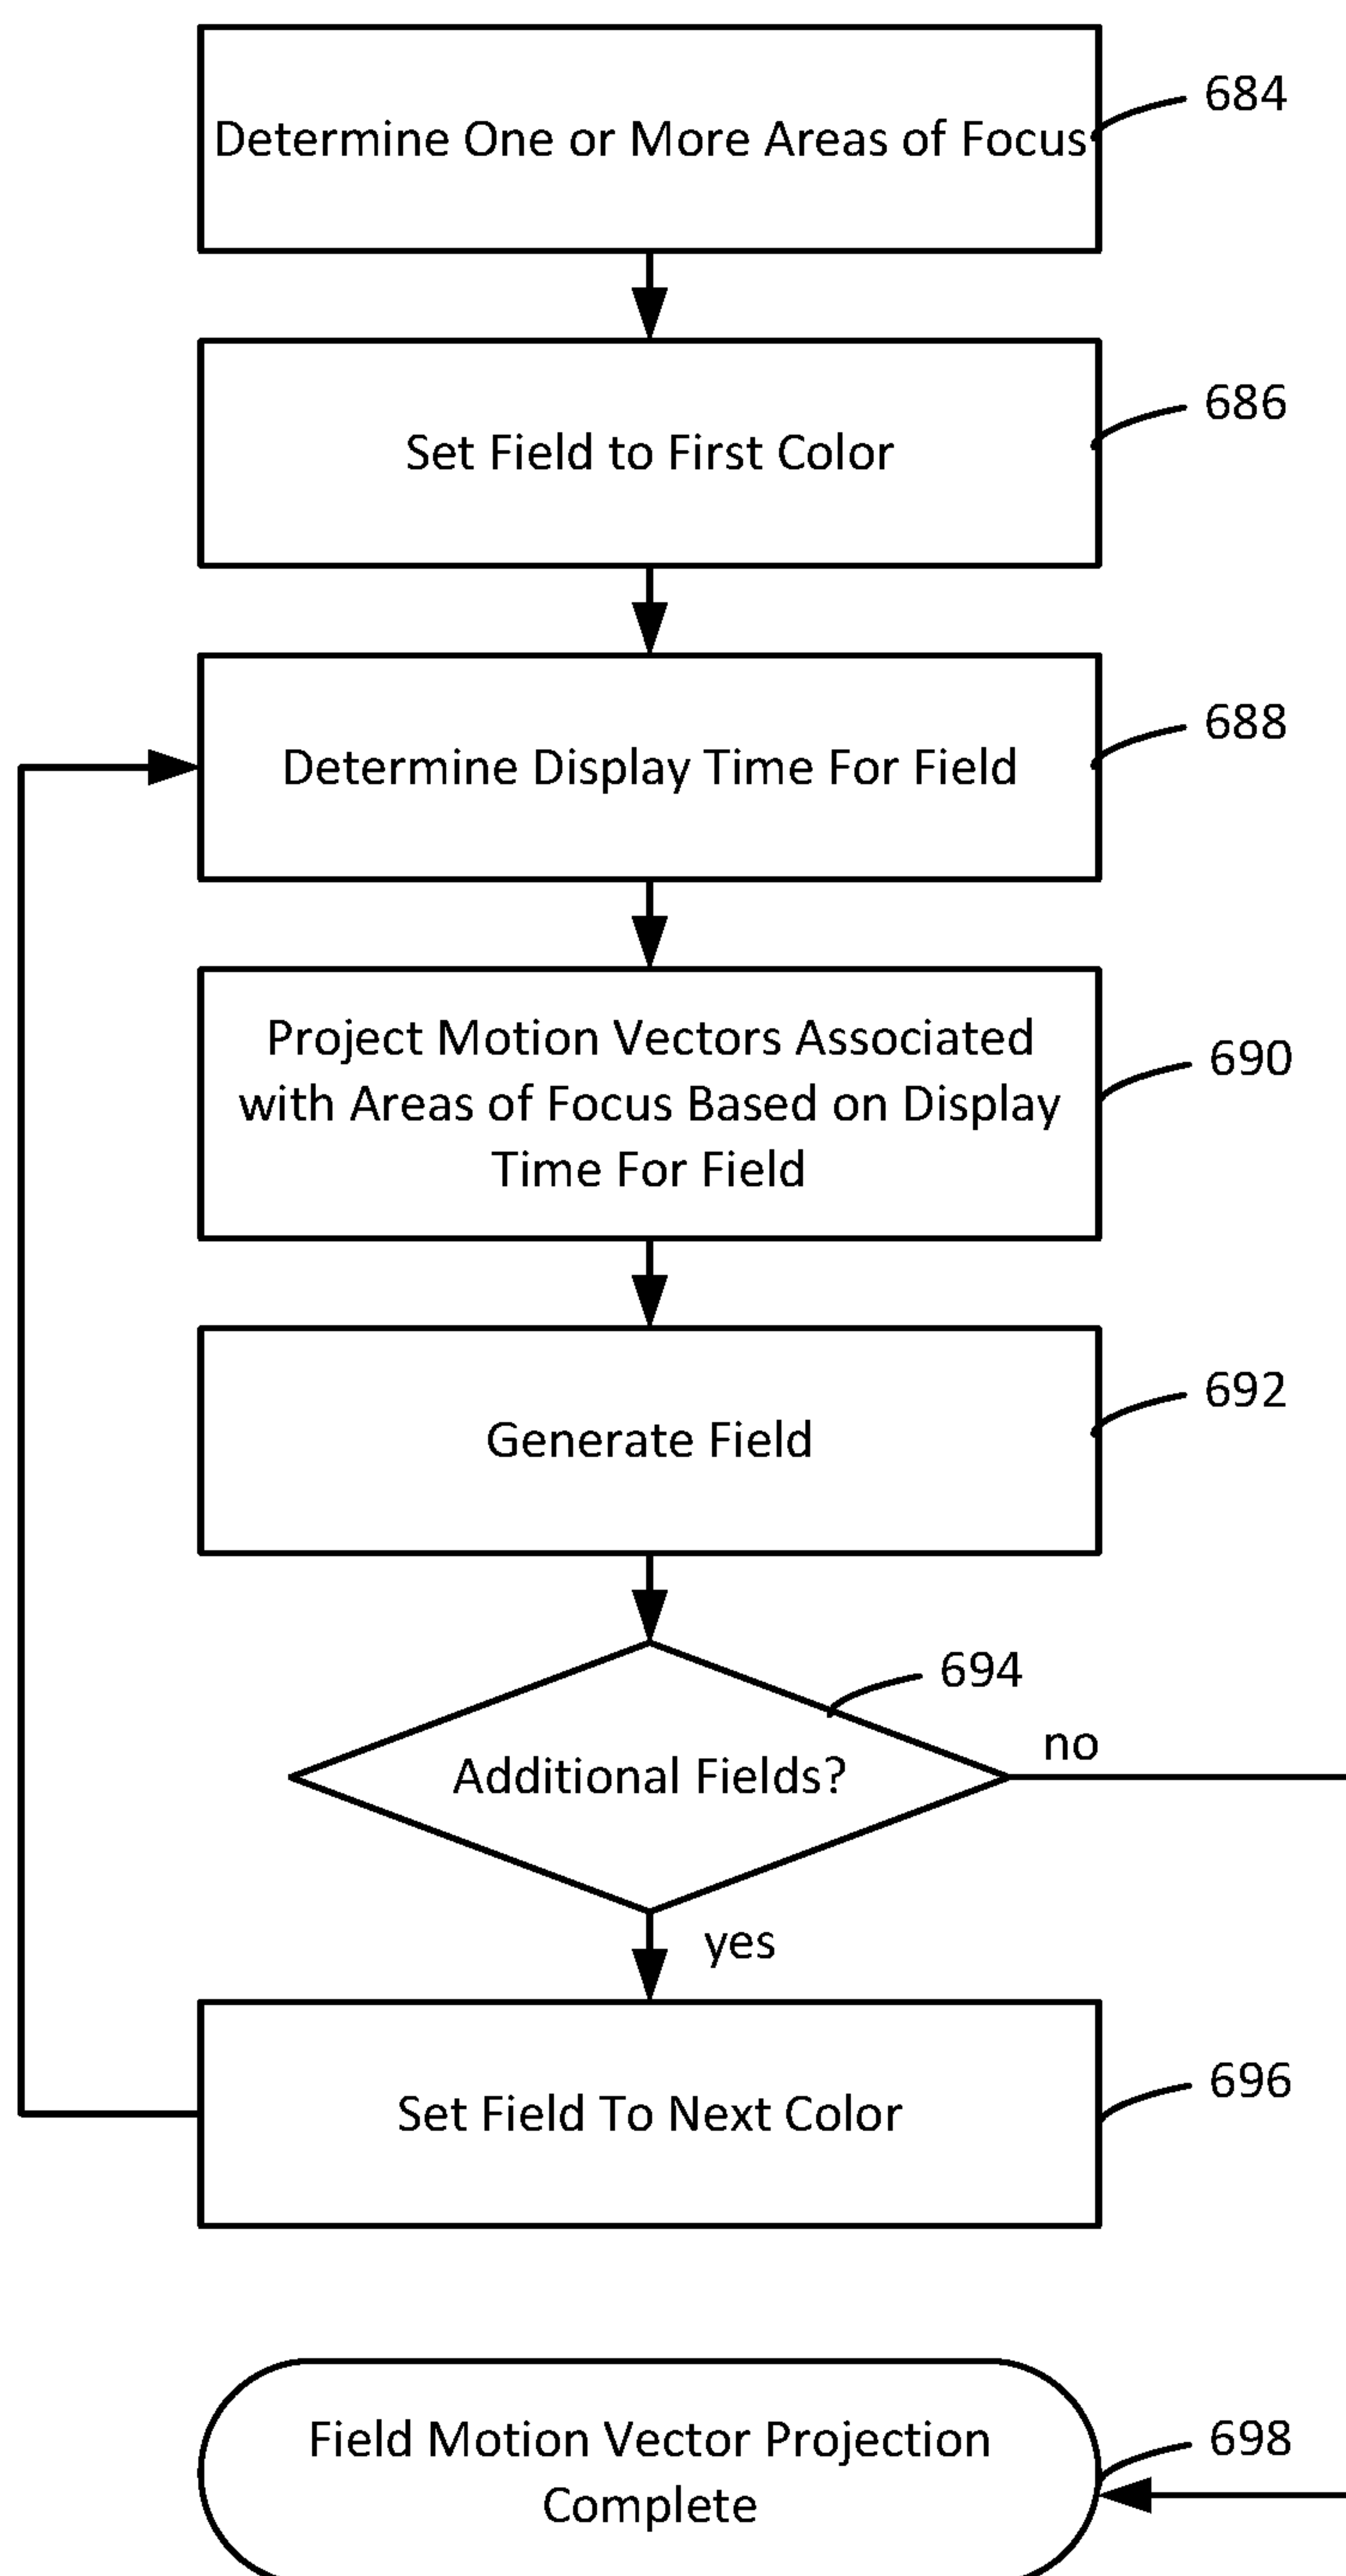 684
Determine One or More Areas of Focus
686
Set Field to First Color
688
Determine Display Time For Field
Project Motion Vectors Associated
690
with Areas of Focus Based on Display
Time For Field
692
Generate Field
694
no
Additional Fields?
yes
696
Set Field To Next Color
Field Motion Vector Projection
698
Complete